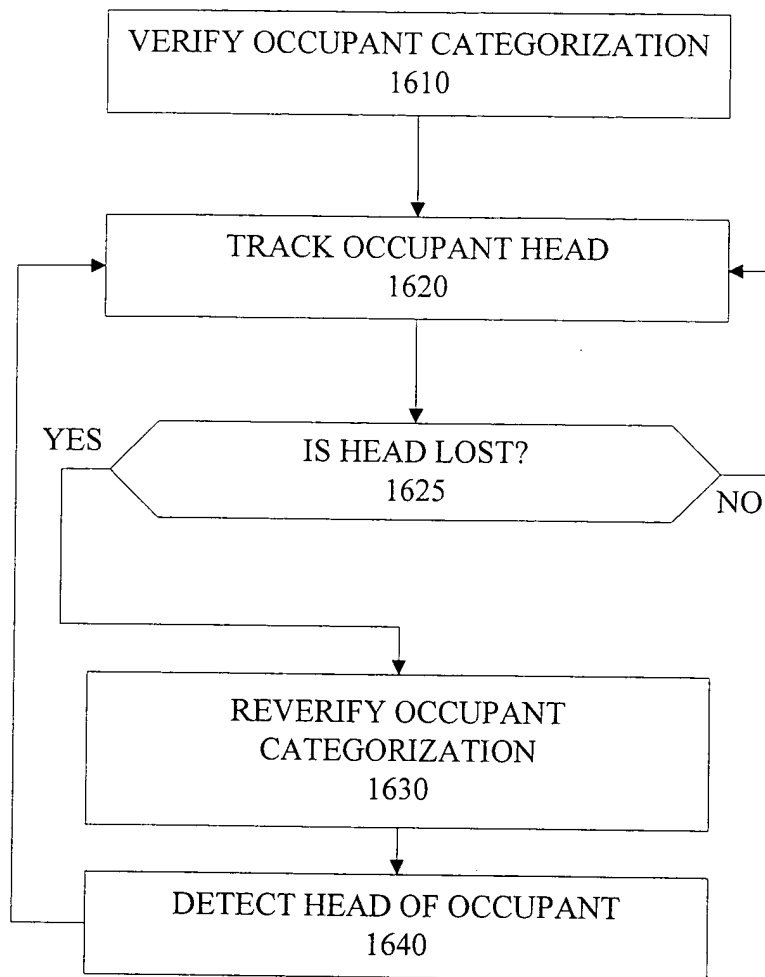 VERIFY OCCUPANT CATEGORIZATION
1610
TRACK OCCUPANT HEAD
1620
YES
IS HEAD LOST?
1625
NO
REVERIFY OCCUPANT
CATEGORIZATION
1630
DETECT HEAD OF OCCUPANT
1640